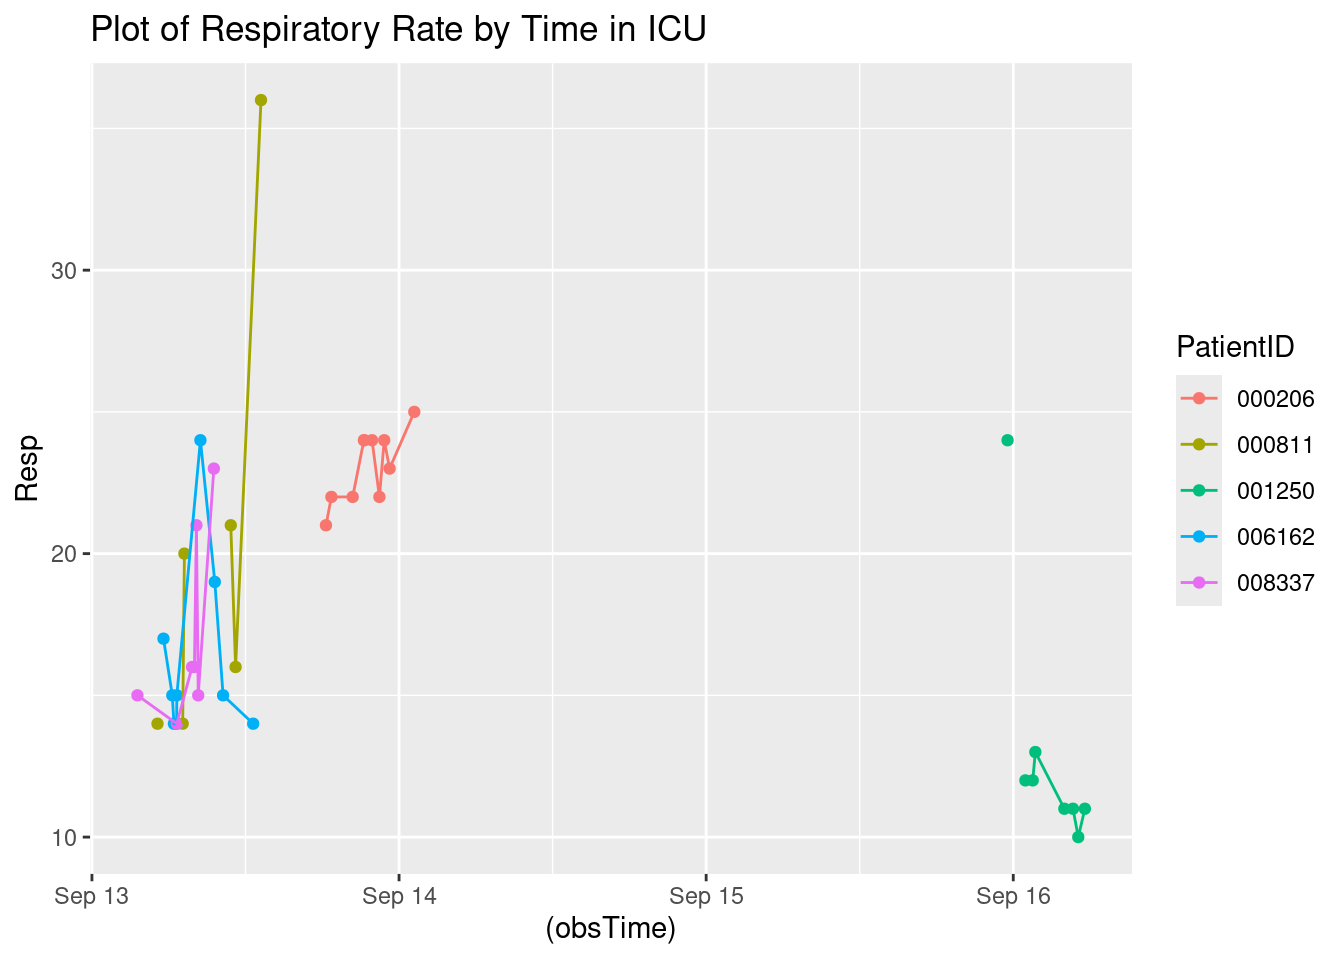 Plot of Respiratory Rate by Time in ICU
Resp
30
20
10
Sep 13
Sep 14
Sep 15
Sep 16
(obsTime)
PatientID
000206
000811
001250
006162
008337